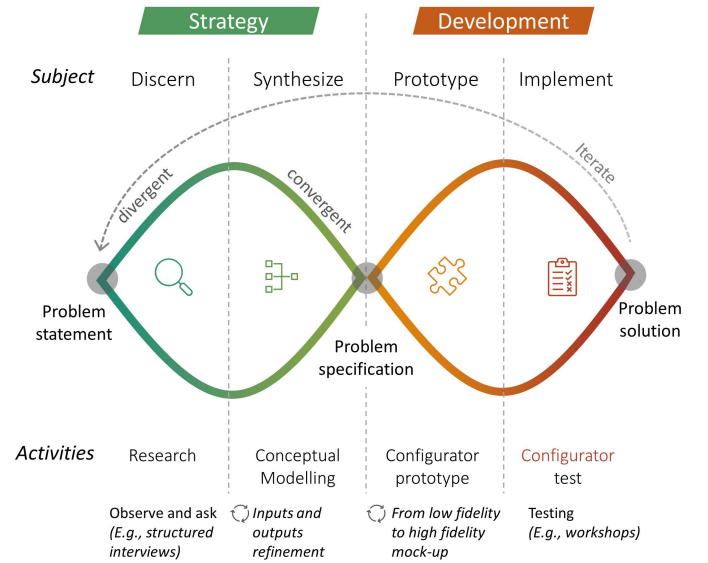 Strategy
Development
Subject
Discern
Synthesize
Prototype
Implement
divergent
convergent
Iterate
Problem
statement
Problem
specification
Problem
solution
Activities
Research
Conceptual
Modelling
Configurator
prototype
Configurator
test
Observe and ask
(E.g., structured
interviews)
Inputs and
outputs
refinement
From low fidelity
to high fidelity
mock-up
Testing
(E.g., workshops)